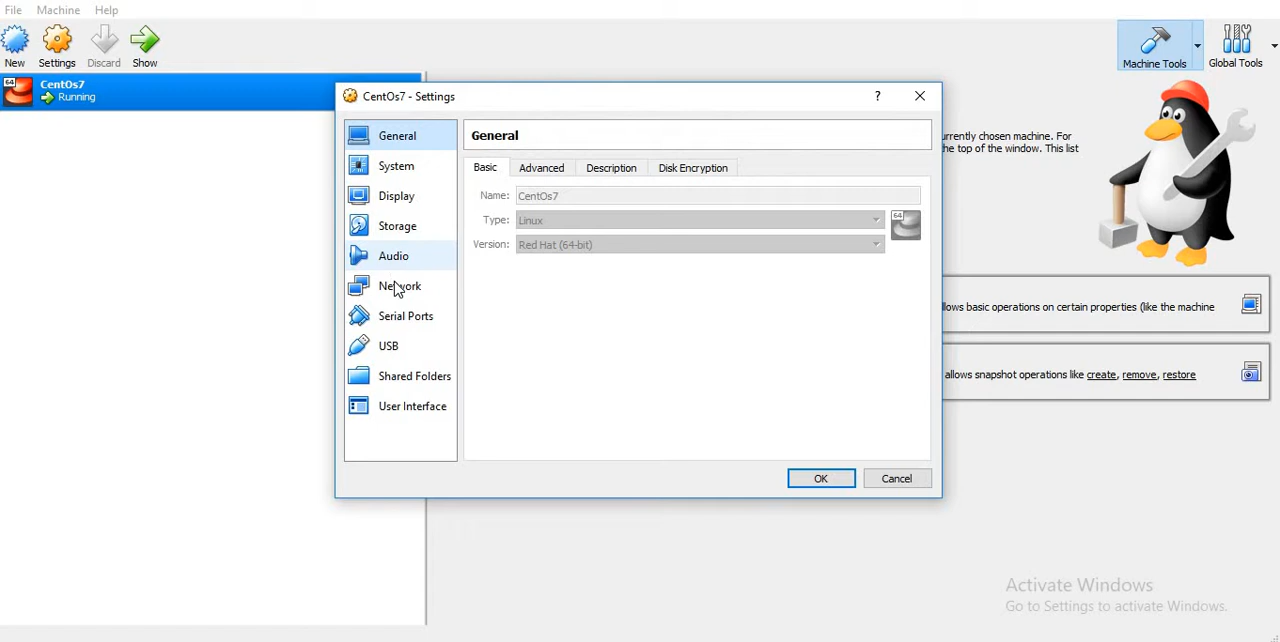 File Machine Help
New Settings Discard Show
Machine Tools Global Tools
64 CentOs7
Running
CentOs7 - Settings ?
General
System
Display
Storage
Audio
Network
Serial Ports
USB
Shared Folders
User Interface
General
Basic Advanced Description Disk Encryption
Name: CentOs7
Type: Linux
64
Version: Red Hat (64-bit)
OK Cancel
urrently chosen machine. For
he top of the window. This list
lows basic operations on certain properties (like the machine
allows snapshot operations like create, remove, restore
Activate Windows
Go to Settings to activate Windows.